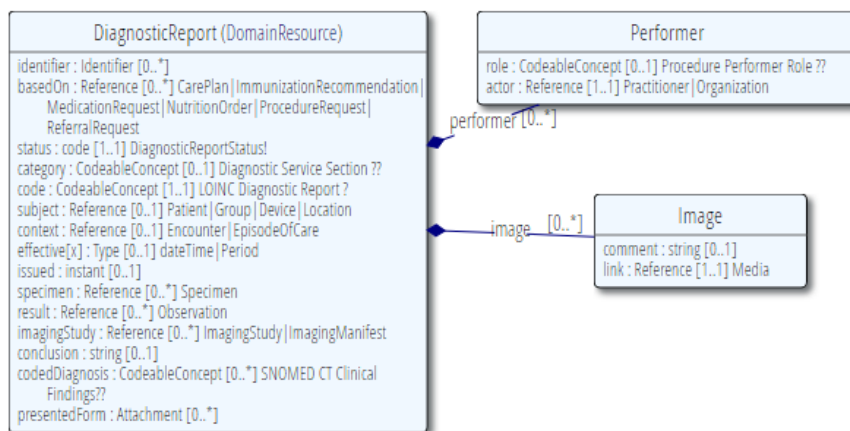 DiagnosticReport (DomainResource)
identifier : Identifier [0..*]
basedOn : Reference [0..*] CarePlan|ImmunizationRecommendation|
MedicationRequest|NutritionOrder|ProcedureRequest|
ReferralRequest
status : code [1..1] DiagnosticReportStatus!
category : CodeableConcept [0..1] Diagnostic Service Section ??
code : CodeableConcept [1..1] LOINC Diagnostic Report ?
subject : Reference [0..1] Patient|Group|Device|Location
context : Reference [0..1] Encounter|EpisodeOfCare
effective[x] : Type [0..1] dateTime|Period
issued : instant [0..1]
specimen : Reference [0..*] Specimen
result : Reference [0..*] Observation
imagingStudy : Reference [0..*] ImagingStudy|ImagingManifest
conclusion : string [0..1]
codedDiagnosis : CodeableConcept [0..*] SNOMED CT Clinical
Findings??
presentedForm : Attachment [0..*]
performer [0..*]
Performer
role : CodeableConcept [0..1] Procedure Performer Role ??
actor : Reference [1..1] Practitioner|Organization
image [0..*]
Image
comment : string [0..1]
link : Reference [1..1] Media